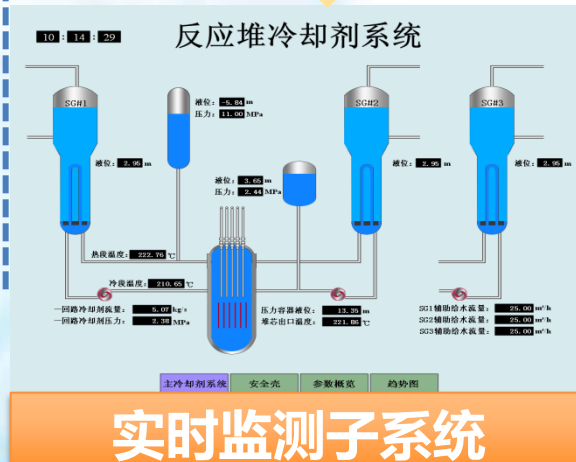 10 : 14 : 29
反应堆冷却剂系统
SG#1
SG#2
SG#3
液位: -5.84 m
压力: 11.00 MPa
液位: 2.95 m
液位: 2.95 m
液位: 2.95 m
液位: 3.65 m
压力: 2.44 MPa
热段温度: 222.76 ℃
冷段温度: 210.65 ℃
一回路冷却剂流量: 5.07 kg/s
一回路冷却剂压力: 2.38 MPa
压力容器液位: 13.35 m
堆芯出口温度: 221.86 ℃
SG1辅助给水流量: 25.00 m³/h
SG2辅助给水流量: 25.00 m³/h
SG3辅助给水流量: 25.00 m³/h
主冷却剂系统
安全壳
参数概览
趋势图
实时监测子系统